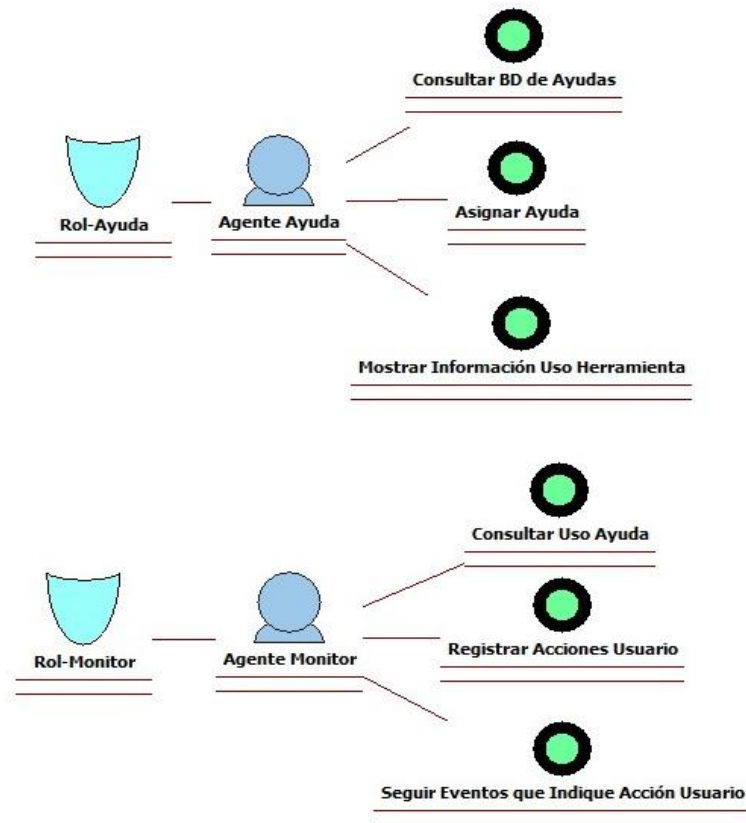 Consultar BD de Ayudas
Rol-Ayuda
Agente Ayuda
Asignar Ayuda
Mostrar Información Uso Herramienta
Consultar Uso Ayuda
Rol-Monitor
Agente Monitor
Registrar Acciones Usuario
Seguir Eventos que Indique Acción Usuario